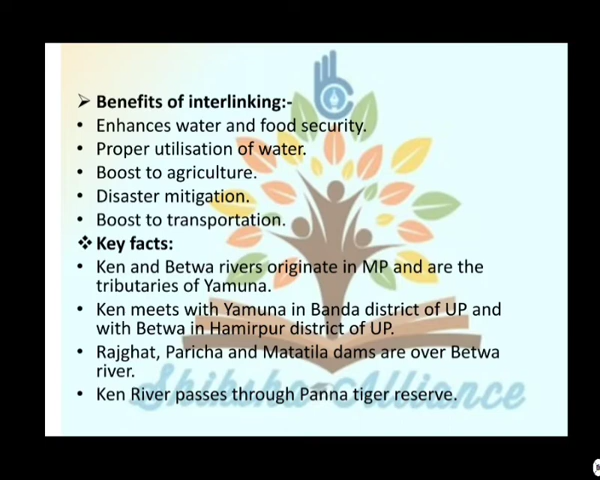 ➢ Benefits of interlinking:-
• Enhances water and food security.
• Proper utilisation of water.
• Boost to agriculture.
• Disaster mitigation.
• Boost to transportation.
❖ Key facts:
• Ken and Betwa rivers originate in MP and are the
tributaries of Yamuna.
• Ken meets with Yamuna in Banda district of UP and
with Betwa in Hamirpur district of UP.
• Rajghat, Paricha and Matatila dams are over Betwa
river.
• Ken River passes through Panna tiger reserve.
Shiksha Alliance